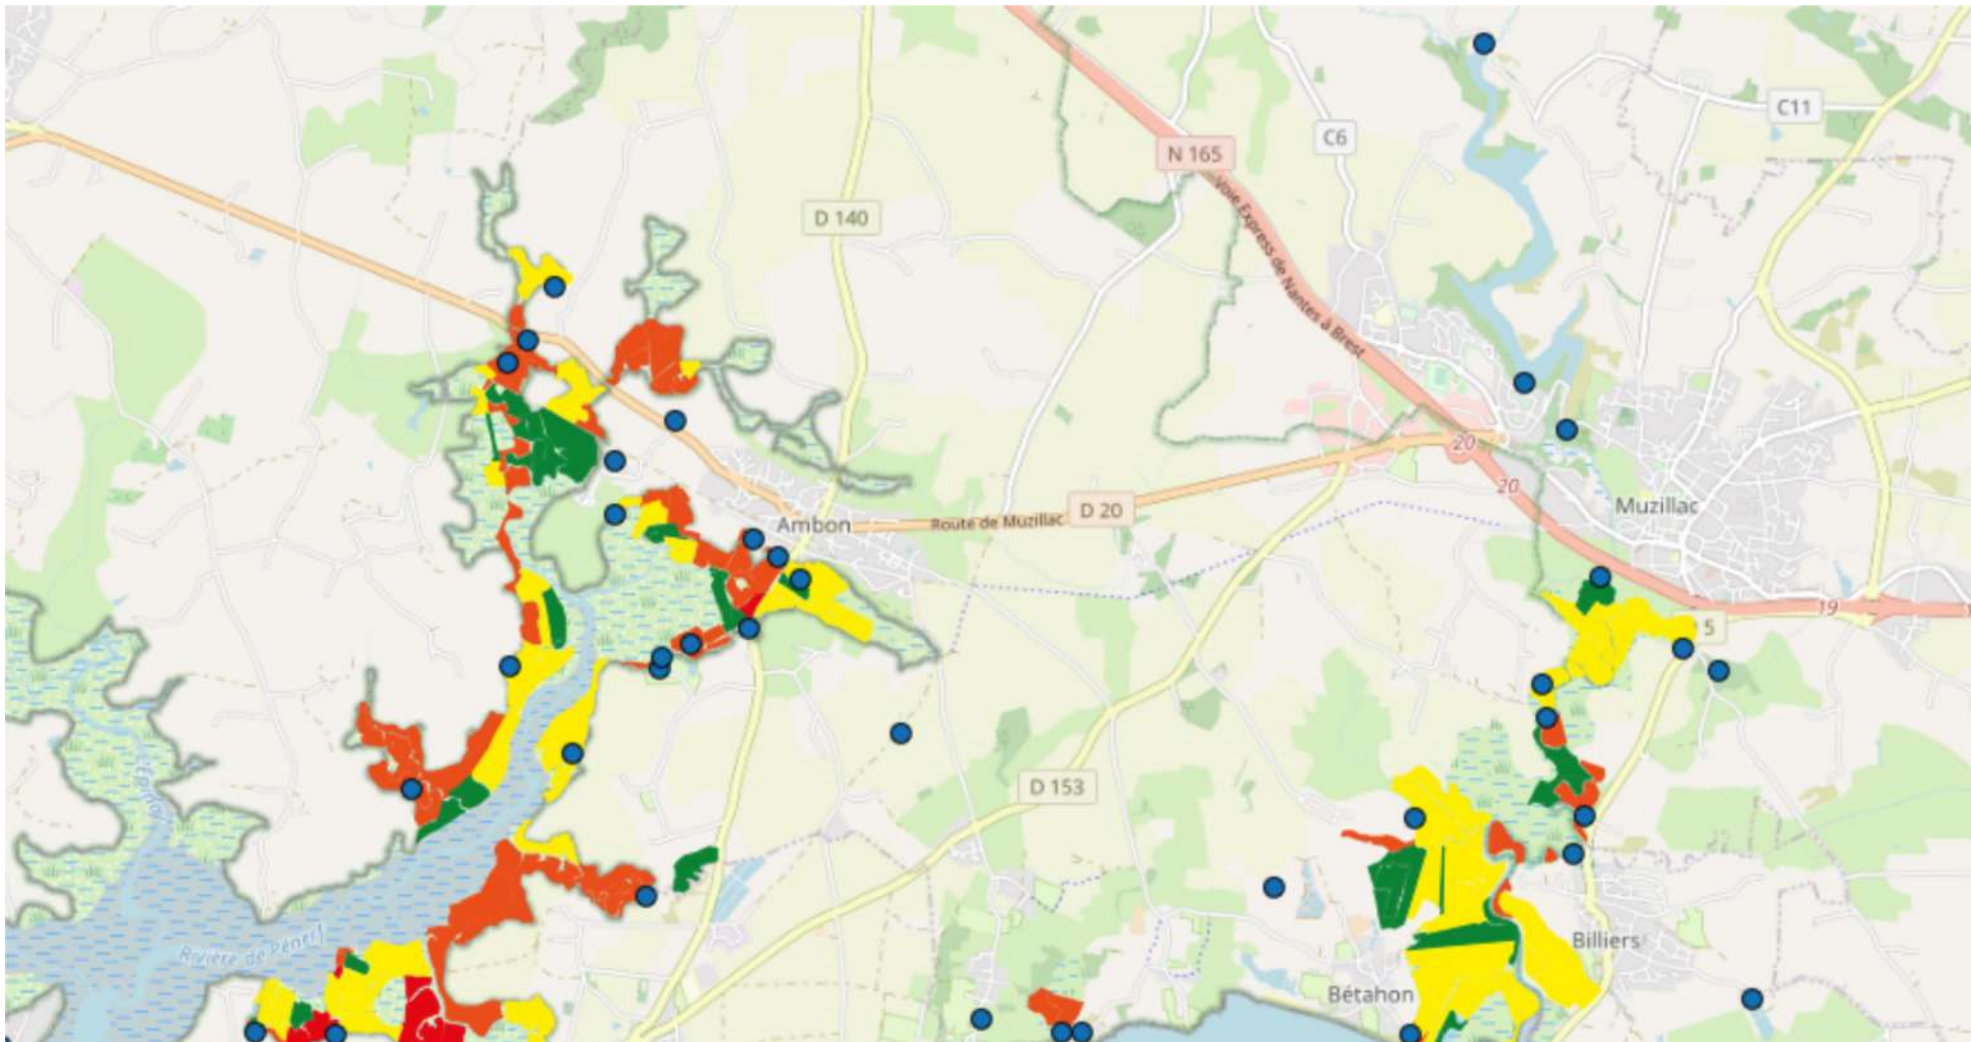 C11
C6
N 165
Voie Express de Nantes à Brest
D 140
20
20
Muzillac
D 20
Route de Muzillac
Ambon
19
5
D 153
Rivière de Pénerf
Billiers
Bétahon